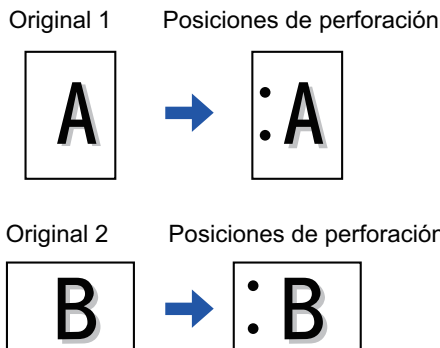 Original 1 Posiciones de perforación
A :A
Original 2 Posiciones de perforación
B :B